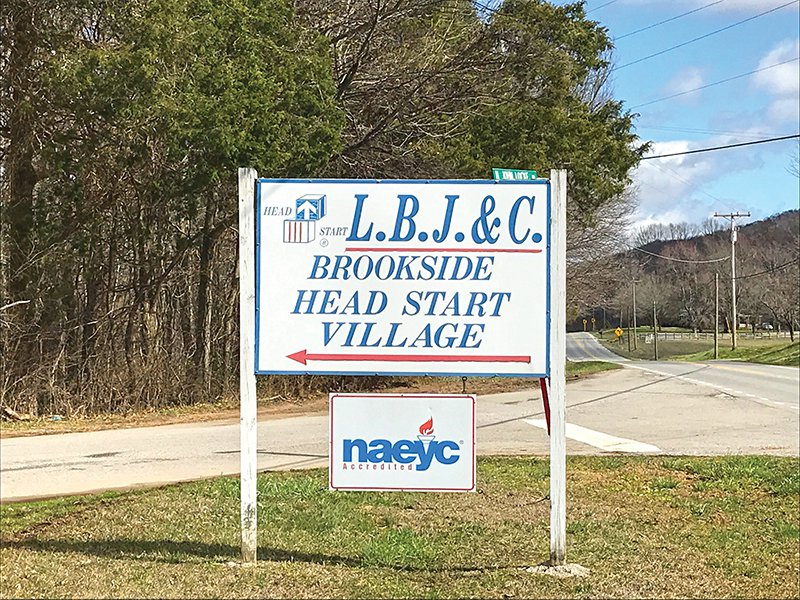 HEAD START ®
L.B.J.&C.
BROOKSIDE
HEAD START
VILLAGE
naeyc®
Accredited